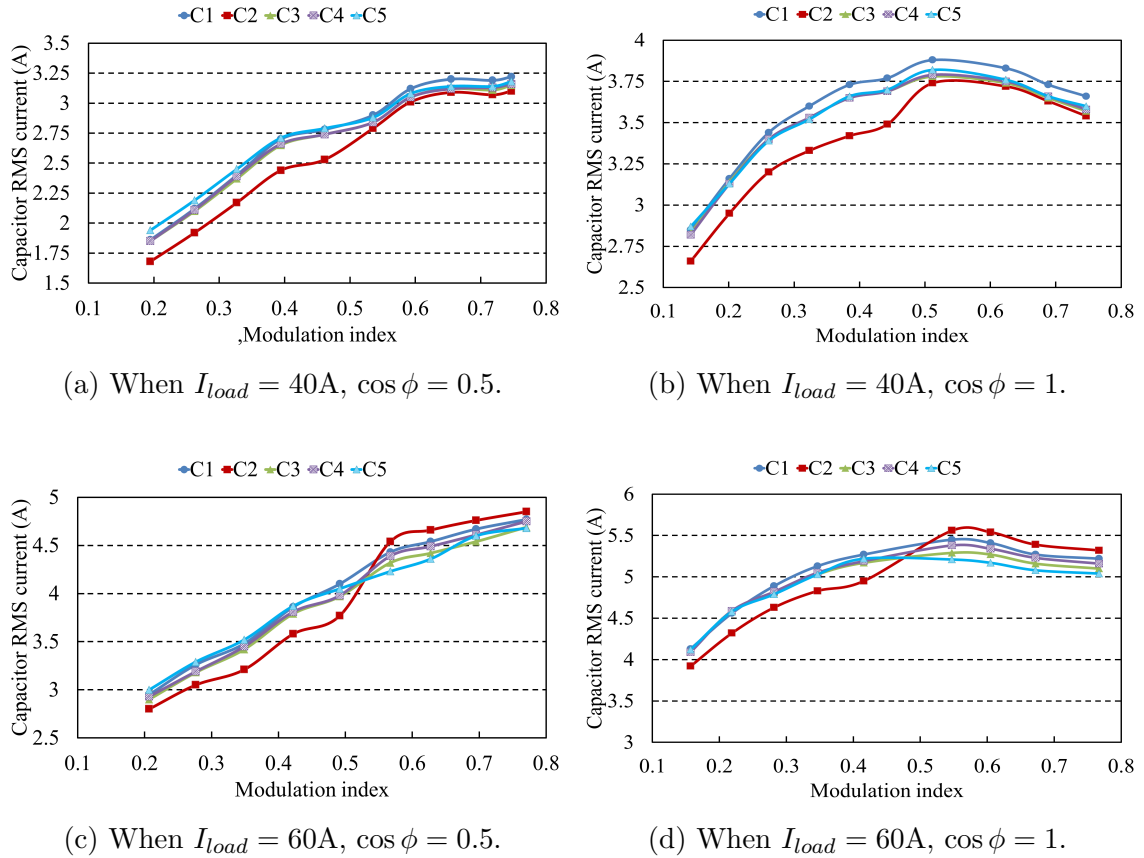 C1 C2 C3 C4 C5
Capacitor RMS current (A)
3.5
3.25
3
2.75
2.5
2.25
2
1.75
1.5
0.1 0.2 0.3 0.4 0.5 0.6 0.7 0.8
,Modulation index
(a) When I_load = 40A, cos ϕ = 0.5.
C1 C2 C3 C4 C5
Capacitor RMS current (A)
4
3.75
3.5
3.25
3
2.75
2.5
0.1 0.2 0.3 0.4 0.5 0.6 0.7 0.8
Modulation index
(b) When I_load = 40A, cos ϕ = 1.
C1 C2 C3 C4 C5
Capacitor RMS current (A)
5
4.5
4
3.5
3
2.5
0.1 0.2 0.3 0.4 0.5 0.6 0.7 0.8
Modulation index
(c) When I_load = 60A, cos ϕ = 0.5.
C1 C2 C3 C4 C5
Capacitor RMS current (A)
6
5.5
5
4.5
4
3.5
3
0.1 0.2 0.3 0.4 0.5 0.6 0.7 0.8
Modulation index
(d) When I_load = 60A, cos ϕ = 1.